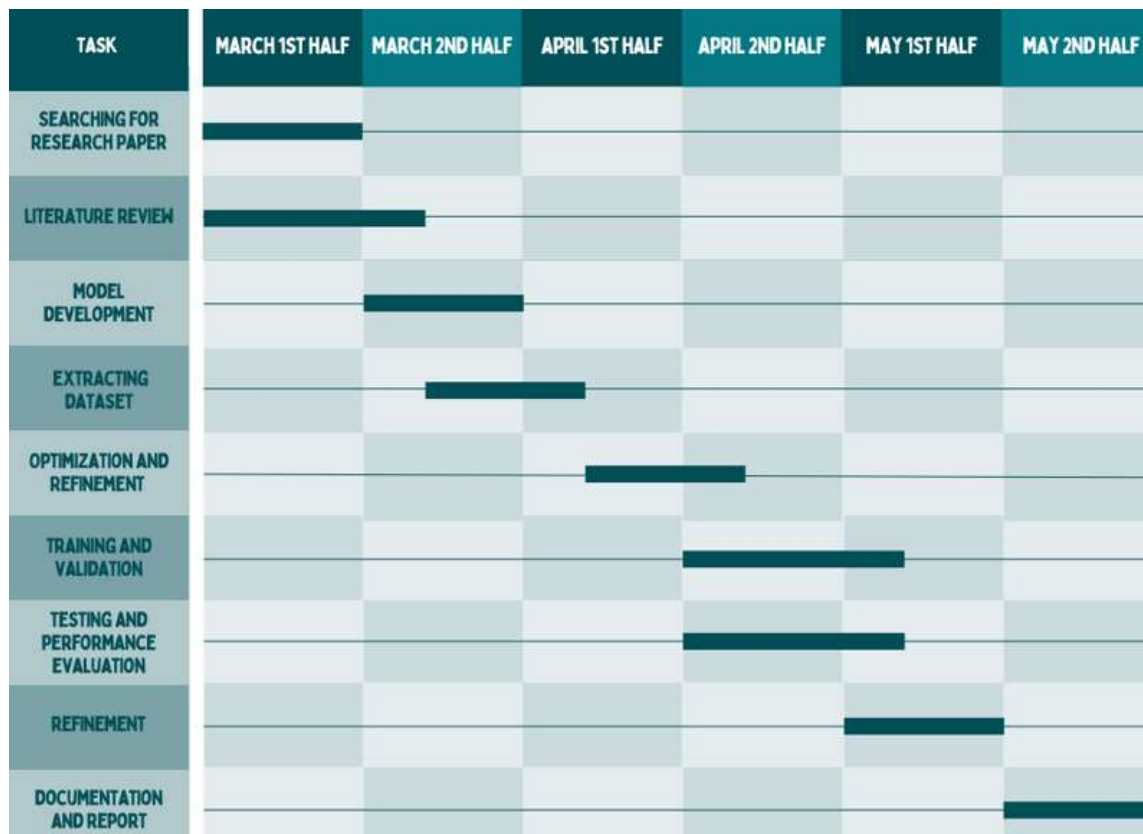 TASK
MARCH 1ST HALF
MARCH 2ND HALF
APRIL 1ST HALF
APRIL 2ND HALF
MAY 1ST HALF
MAY 2ND HALF
SEARCHING FOR
RESEARCH PAPER
LITERATURE REVIEW
MODEL
DEVELOPMENT
EXTRACTING
DATASET
OPTIMIZATION AND
REFINEMENT
TRAINING AND
VALIDATION
TESTING AND
PERFORMANCE
EVALUATION
REFINEMENT
DOCUMENTATION
AND REPORT